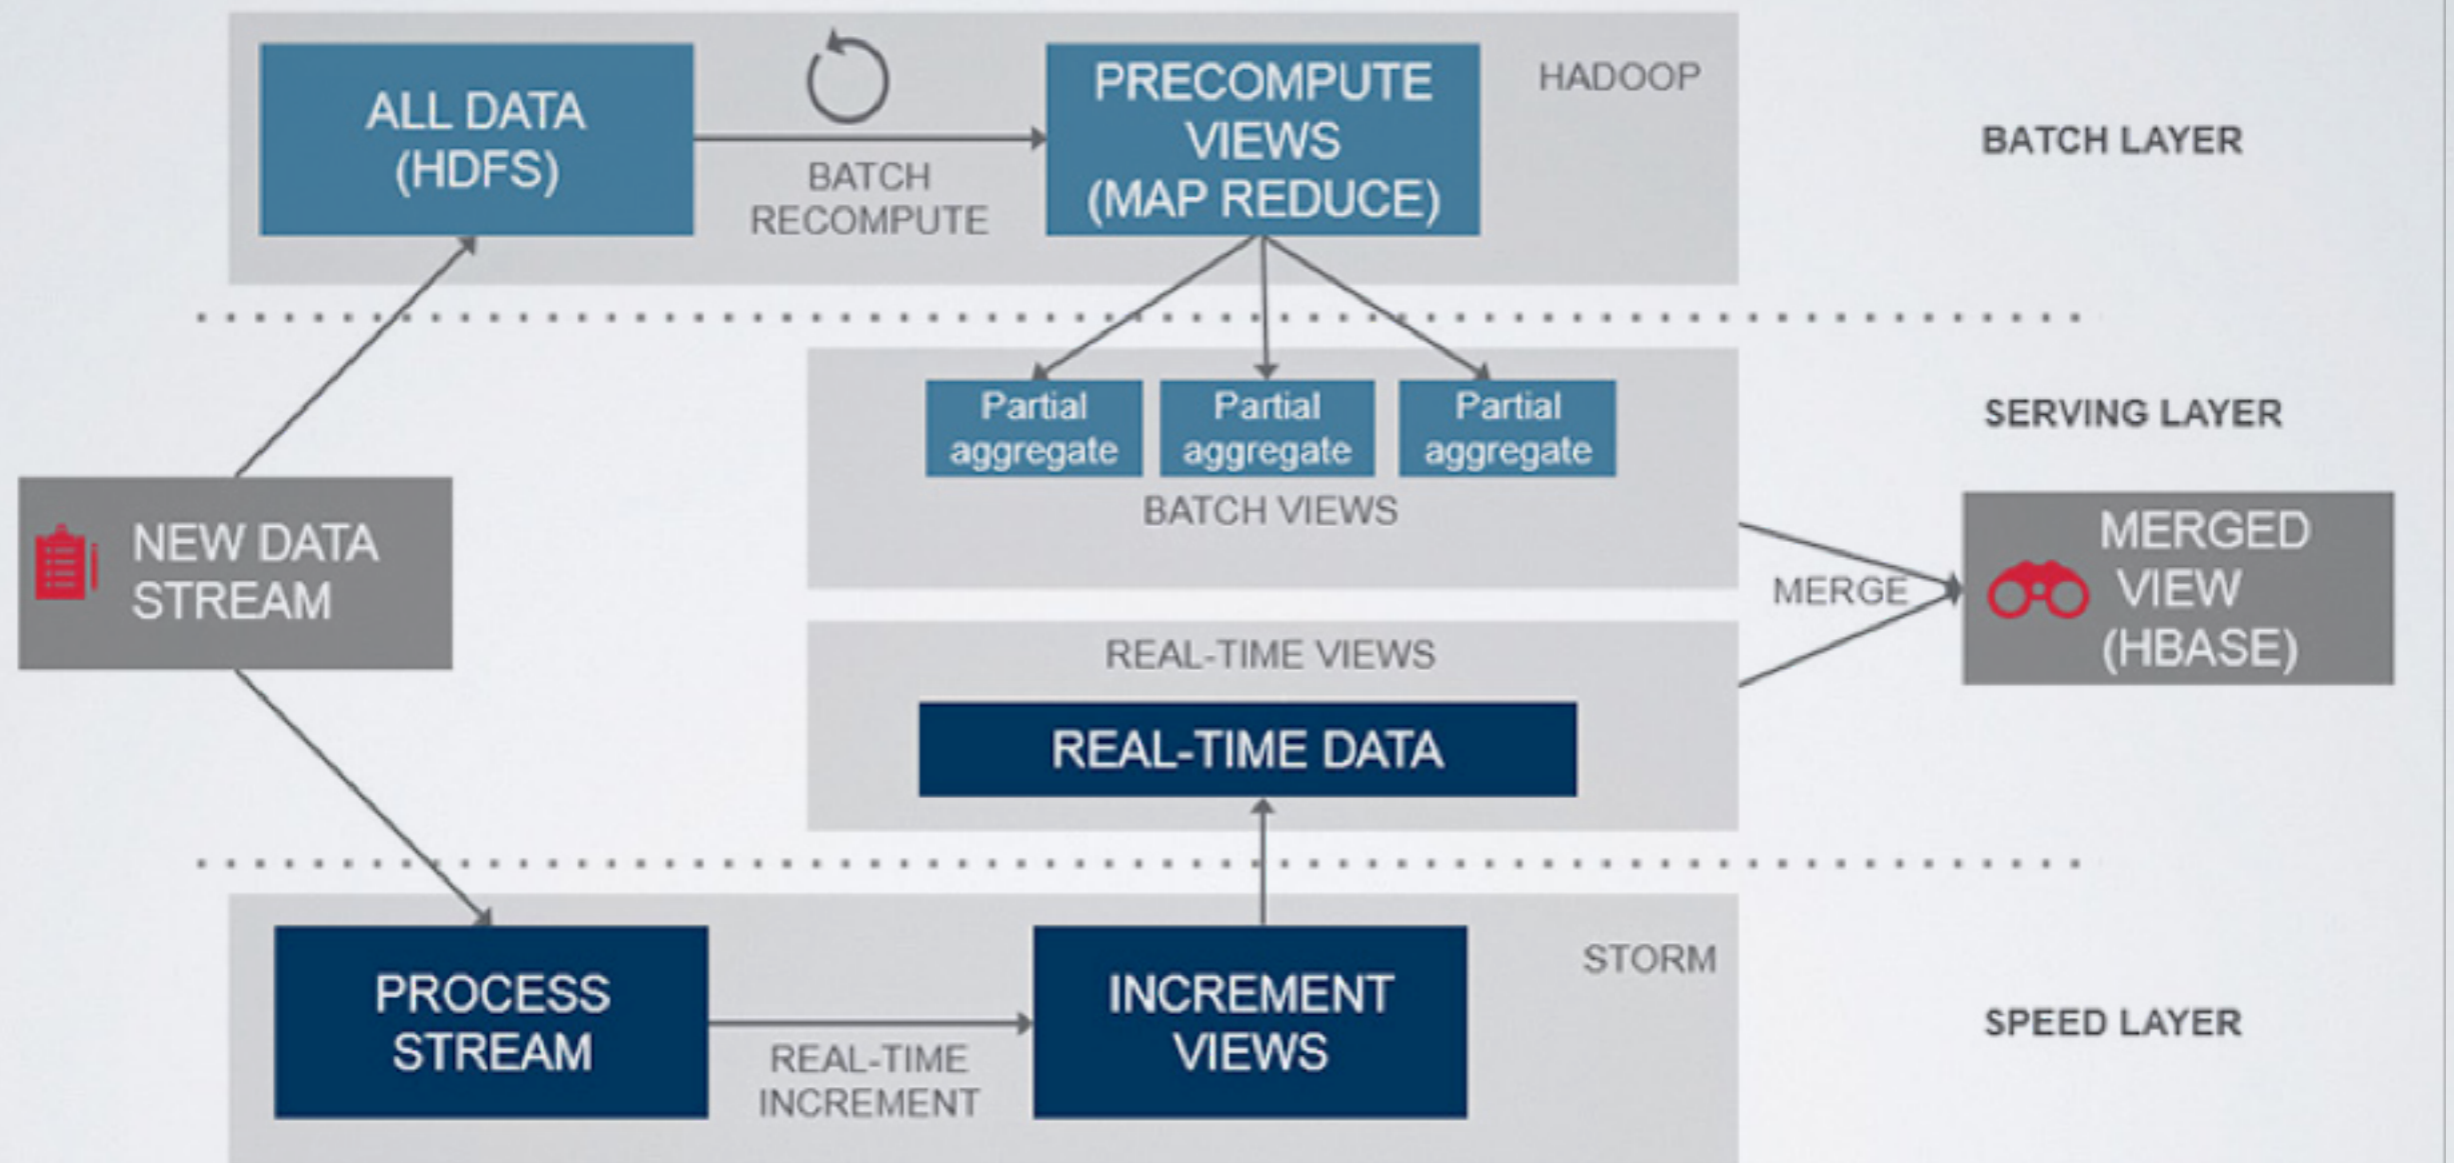 ALL DATA
(HDFS)
BATCH
RECOMPUTE
PRECOMPUTE
VIEWS
(MAP REDUCE)
HADOOP
BATCH LAYER
Partial
aggregate
Partial
aggregate
Partial
aggregate
BATCH VIEWS
SERVING LAYER
NEW DATA
STREAM
MERGE
MERGED
VIEW
(HBASE)
REAL-TIME VIEWS
REAL-TIME DATA
PROCESS
STREAM
REAL-TIME
INCREMENT
INCREMENT
VIEWS
STORM
SPEED LAYER